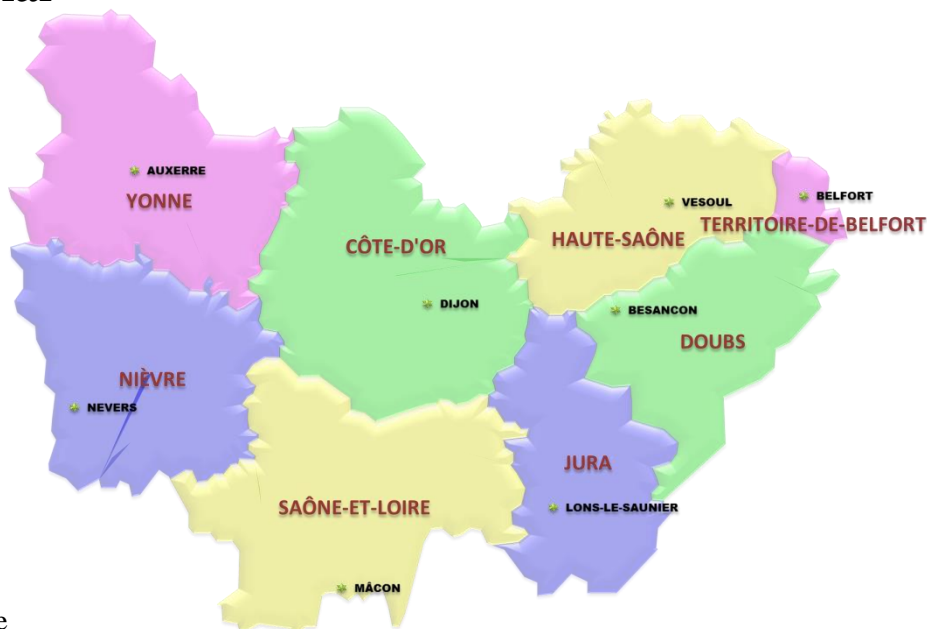 AUXERRE
YONNE
BELFORT
VESOUL
TERRITOIRE-DE-BELFORT
HAUTE-SAÔNE
CÔTE-D'OR
DIJON
BESANCON
DOUBS
NIÈVRE
NEVERS
JURA
SAÔNE-ET-LOIRE
LONS-LE-SAUNIER
MÂCON
e